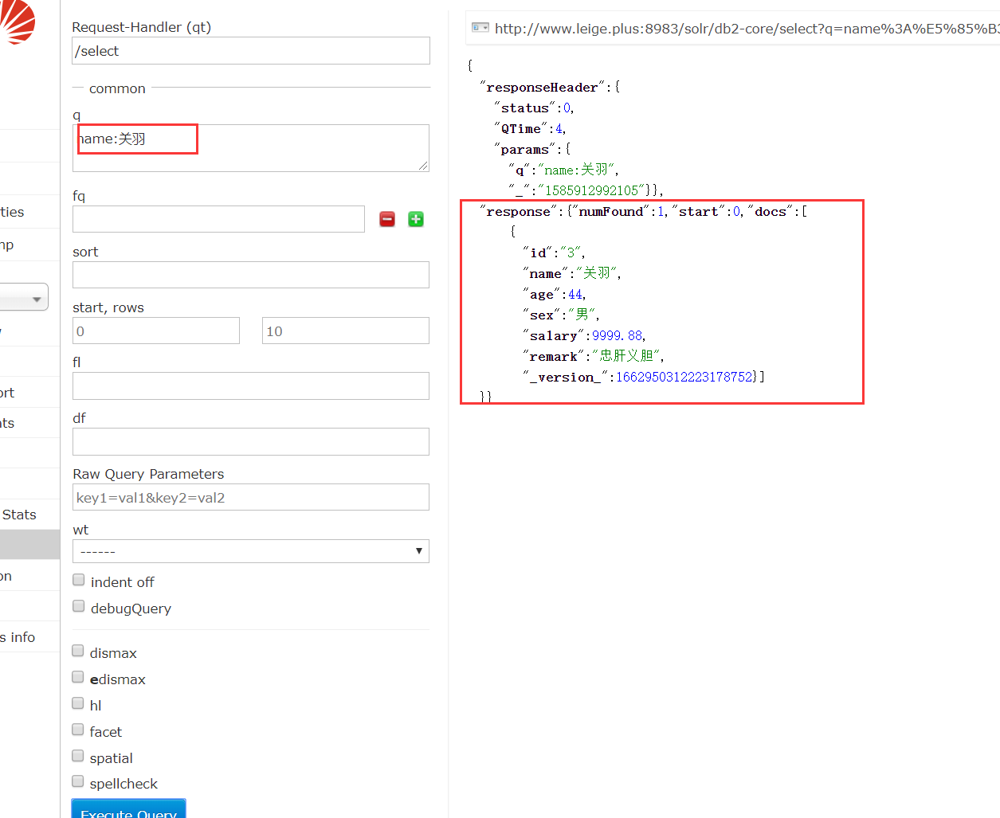 Request-Handler (qt)
/select
common
q
name:关羽
fq
sort
start, rows
0
10
fl
df
Raw Query Parameters
key1=val1&key2=val2
wt
------
indent off
debugQuery
dismax
edismax
hl
facet
spatial
spellcheck
Execute Query
ties
np
ort
nts
Stats
on
s info
http://www.leige.plus:8983/solr/db2-core/select?q=name%3A%E5%85%B3
{
"responseHeader":{
"status":0,
"QTime":4,
"params":{
"q":"name:关羽",
"_":"1585912992105"}},
"response":{"numFound":1,"start":0,"docs":[
{
"id":"3",
"name":"关羽",
"age":44,
"sex":"男",
"salary":9999.88,
"remark":"忠肝义胆",
"_version_":1662950312223178752}]
}}